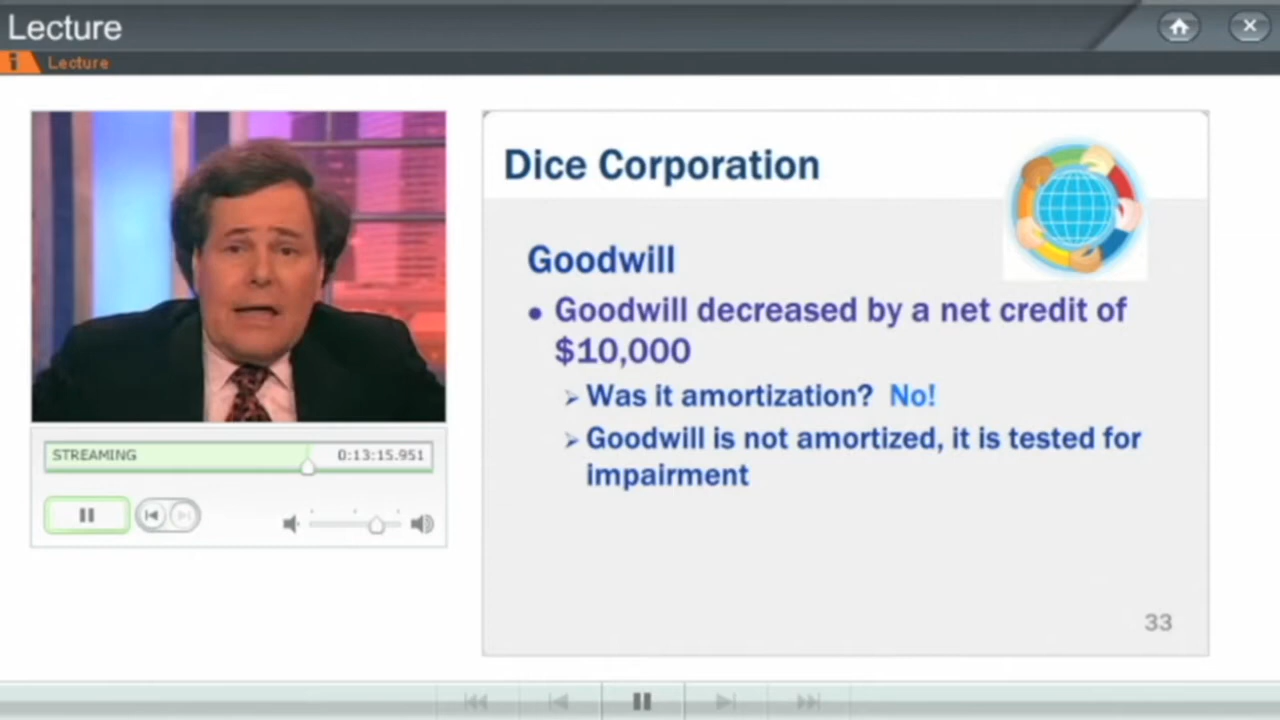 Lecture
i Lecture
Dice Corporation
Goodwill
• Goodwill decreased by a net credit of
$10,000
➢ Was it amortization? No!
➢ Goodwill is not amortized, it is tested for
impairment
STREAMING 0:13:15.951
33